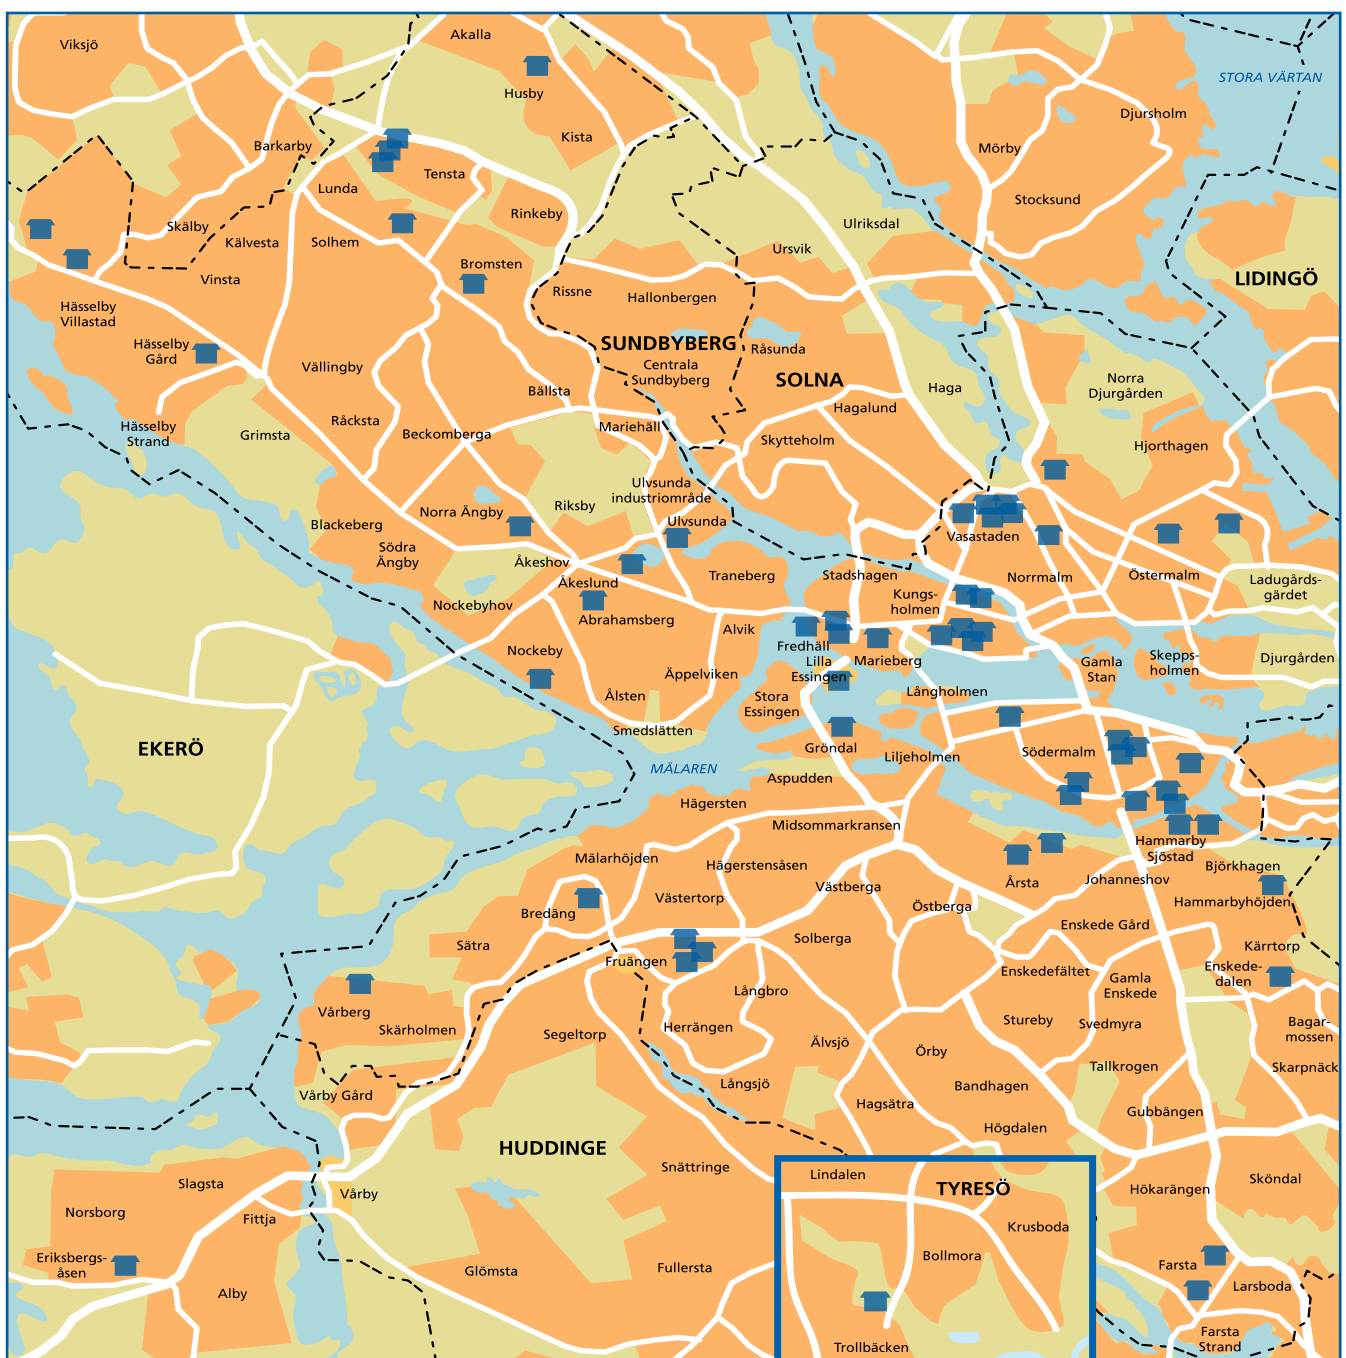 Viksjö
Akalla
STORA VÄRTAN
Husby
Djursholm
Kista
Barkarby
Mörby
Tensta
Lunda
Stocksund
Rinkeby
Skälby
Ulriksdal
Kälvesta
Solhem
Ursvik
Bromsten
Vinsta
LIDINGÖ
Rissne
Hallonbergen
Hässelby
Villastad
SUNDBYBERG
Hässelby
Gård
Råsunda
Centrala
Sundbyberg
Vällingby
SOLNA
Norra
Djurgården
Haga
Bällsta
Hagalund
Råcksta
Hässelby
Strand
Grimsta
Beckomberga
Mariehäll
Skytteholm
Hjorthagen
Ulvsunda
industriområde
Riksby
Norra Ängby
Blackeberg
Ulvsunda
Vasastaden
Södra
Ängby
Åkeshov
Traneberg
Stadshagen
Norrmalm
Östermalm
Åkeslund
Ladugårds-
gärdet
Kungs-
holmen
Nockebyhov
Abrahamsberg
Alvik
Fredhäll
Nockeby
Lilla
Essingen
Marieberg
Gamla
Stan
Skepps-
holmen
Djurgården
Äppelviken
Långholmen
Ålsten
Stora
Essingen
Smedslätten
EKERÖ
Gröndal
Liljeholmen
Södermalm
MÄLAREN
Aspudden
Hägersten
Midsommarkransen
Hammarby
Sjöstad
Mälarhöjden
Hägerstensåsen
Björkhagen
Västberga
Årsta
Johanneshov
Västertorp
Hammarbyhöjden
Bredäng
Östberga
Enskede Gård
Sätra
Solberga
Kärrtorp
Fruängen
Enskedefältet
Enskede-
dalen
Gamla
Enskede
Långbro
Vårberg
Skärholmen
Segeltorp
Herrängen
Stureby
Svedmyra
Bagar-
mossen
Älvsjö
Örby
Tallkrogen
Skarpnäck
Långsjö
Bandhagen
Vårby Gård
Hagsätra
Gubbängen
Högdalen
HUDDINGE
Snättringe
Lindalen
Slagsta
Vårby
TYRESÖ
Hökarängen
Sköndal
Norsborg
Fittja
Krusboda
Bollmora
Eriksbergs-
åsen
Glömsta
Fullersta
Farsta
Larsboda
Alby
Trollbäcken
Farsta
Strand